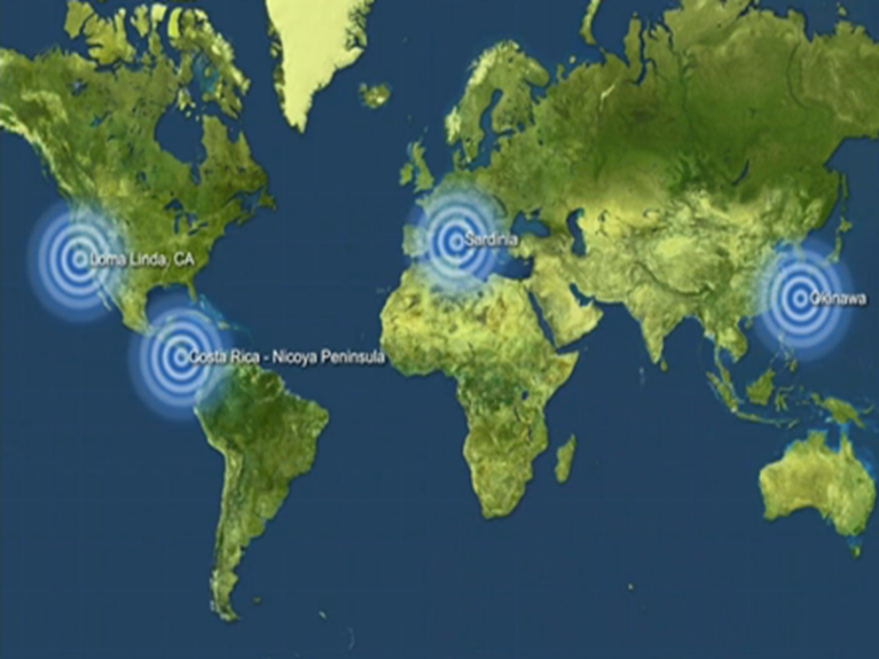 Sardinia
Loma Linda, CA
Okinawa
Costa Rica - Nicoya Peninsula